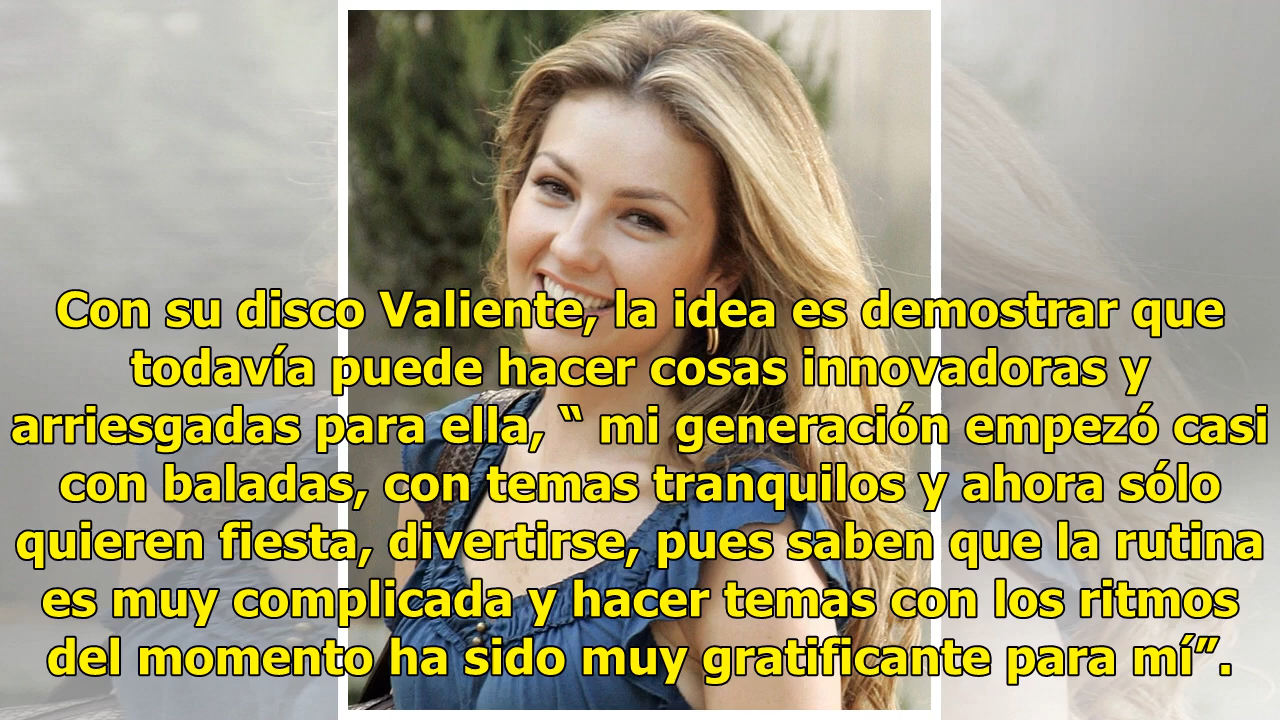 Con su disco Valiente, la idea es demostrar que
todavía puede hacer cosas innovadoras y
arriesgadas para ella, “ mi generación empezó casi
con baladas, con temas tranquilos y ahora sólo
quieren fiesta, divertirse, pues saben que la rutina
es muy complicada y hacer temas con los ritmos
del momento ha sido muy gratificante para mí”.